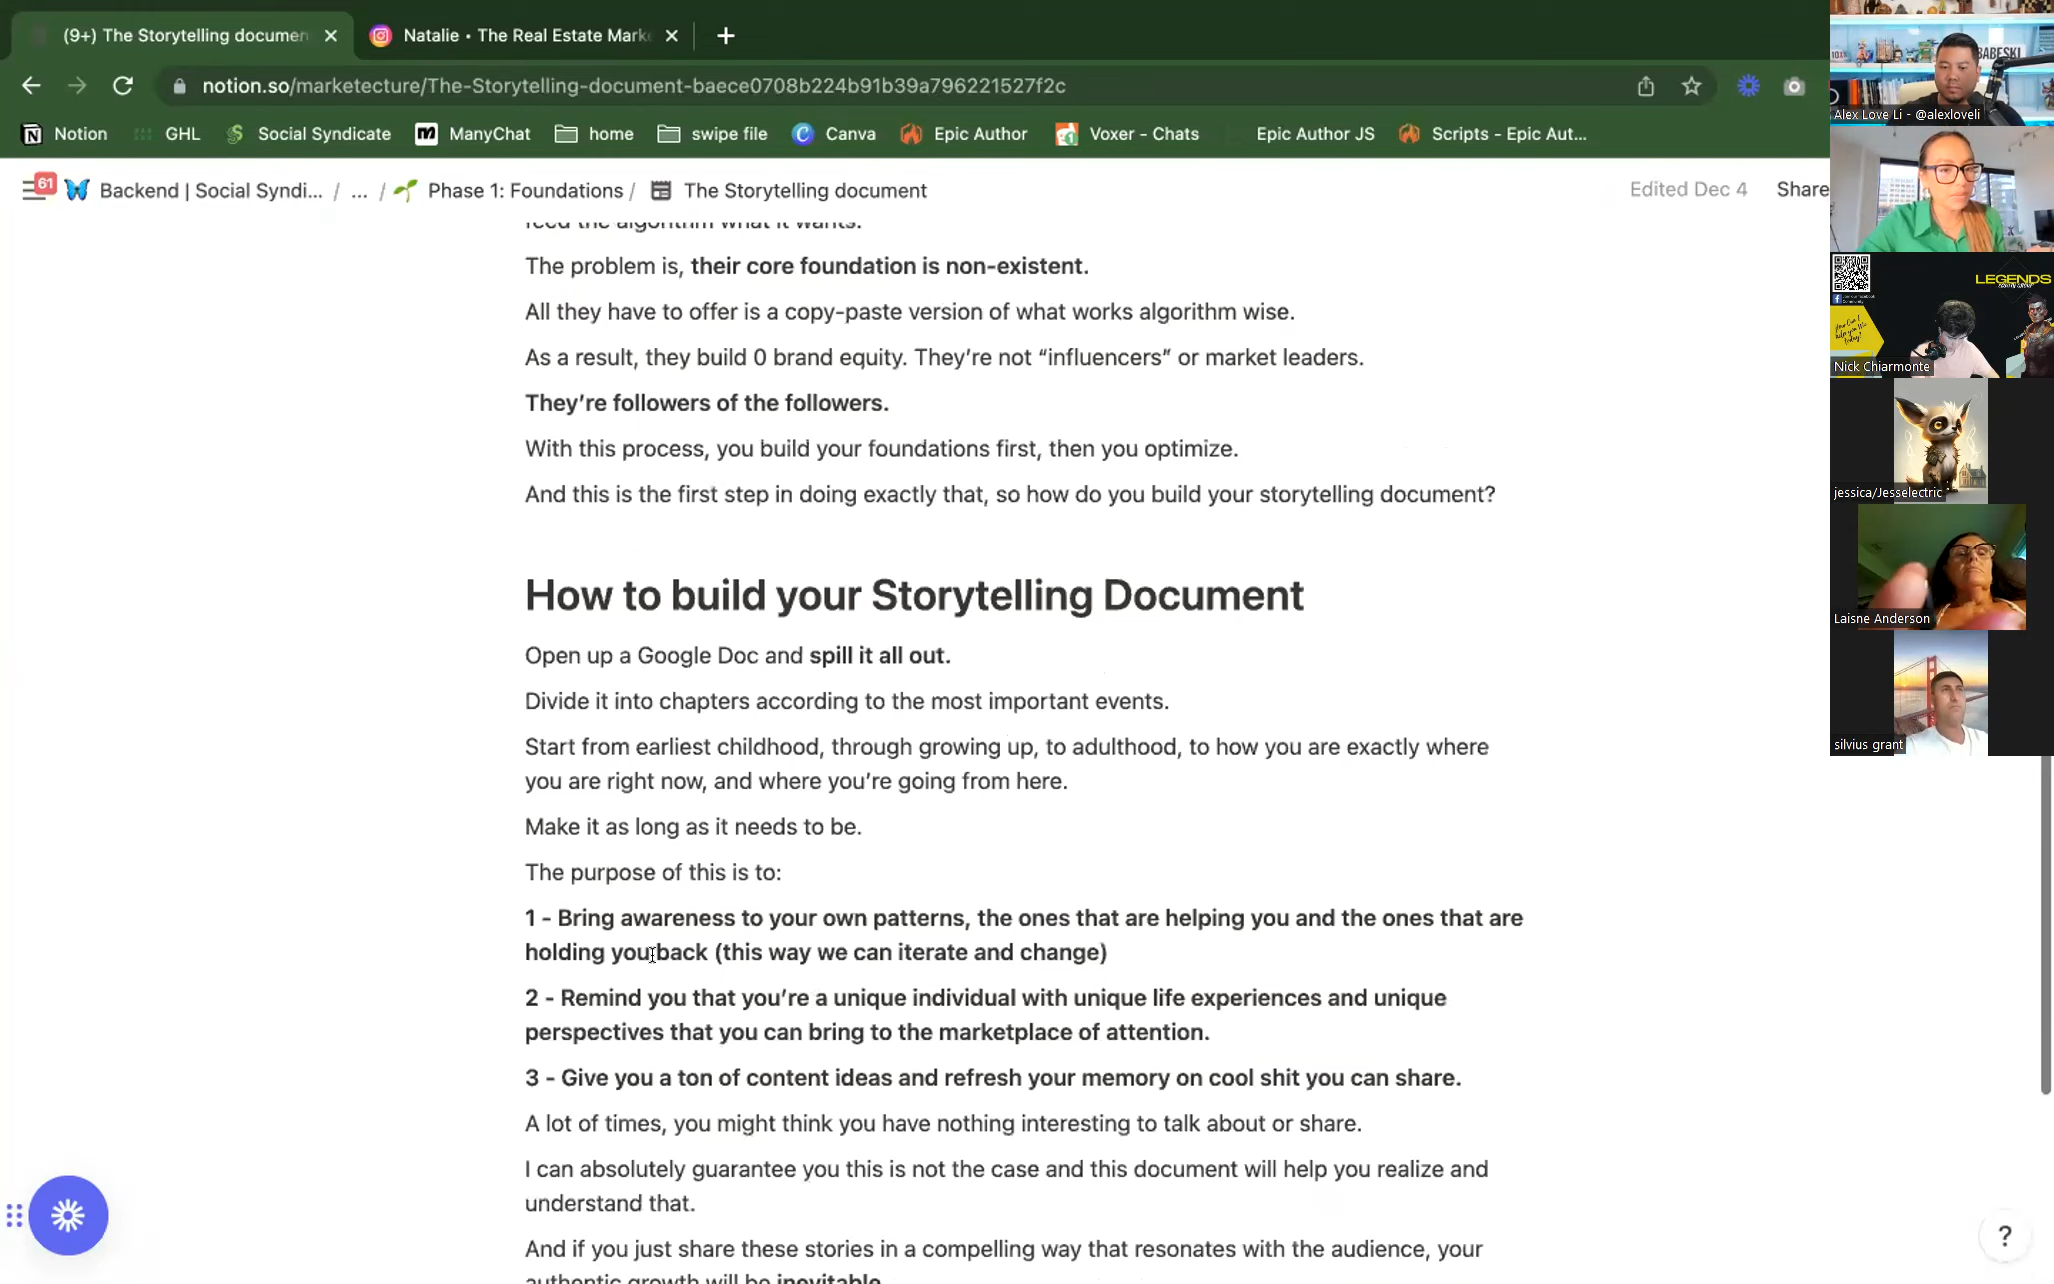 (9+) The Storytelling documen
Natalie • The Real Estate Mark
notion.so/marketecture/The-Storytelling-document-baece0708b224b91b39a796221527f2c
Notion
GHL
Social Syndicate
ManyChat
home
swipe file
Canva
Epic Author
Voxer - Chats
Epic Author JS
Scripts - Epic Aut...
61
Backend | Social Syndi... / ... / Phase 1: Foundations / The Storytelling document
Edited Dec 4
Share
feed the algorithm what it wants.
The problem is, their core foundation is non-existent.
All they have to offer is a copy-paste version of what works algorithm wise.
As a result, they build 0 brand equity. They’re not “influencers” or market leaders.
They’re followers of the followers.
With this process, you build your foundations first, then you optimize.
And this is the first step in doing exactly that, so how do you build your storytelling document?
How to build your Storytelling Document
Open up a Google Doc and spill it all out.
Divide it into chapters according to the most important events.
Start from earliest childhood, through growing up, to adulthood, to how you are exactly where
you are right now, and where you’re going from here.
Make it as long as it needs to be.
The purpose of this is to:
1 - Bring awareness to your own patterns, the ones that are helping you and the ones that are
holding you back (this way we can iterate and change)
2 - Remind you that you’re a unique individual with unique life experiences and unique
perspectives that you can bring to the marketplace of attention.
3 - Give you a ton of content ideas and refresh your memory on cool shit you can share.
A lot of times, you might think you have nothing interesting to talk about or share.
I can absolutely guarantee you this is not the case and this document will help you realize and
understand that.
And if you just share these stories in a compelling way that resonates with the audience, your
authentic growth will be inevitable
?
BABESKI
Alex Love Li - @alexloveli
LEGENDS
Nick Chiarmonte
jessica/Jesselectric
Laisne Anderson
silvius grant